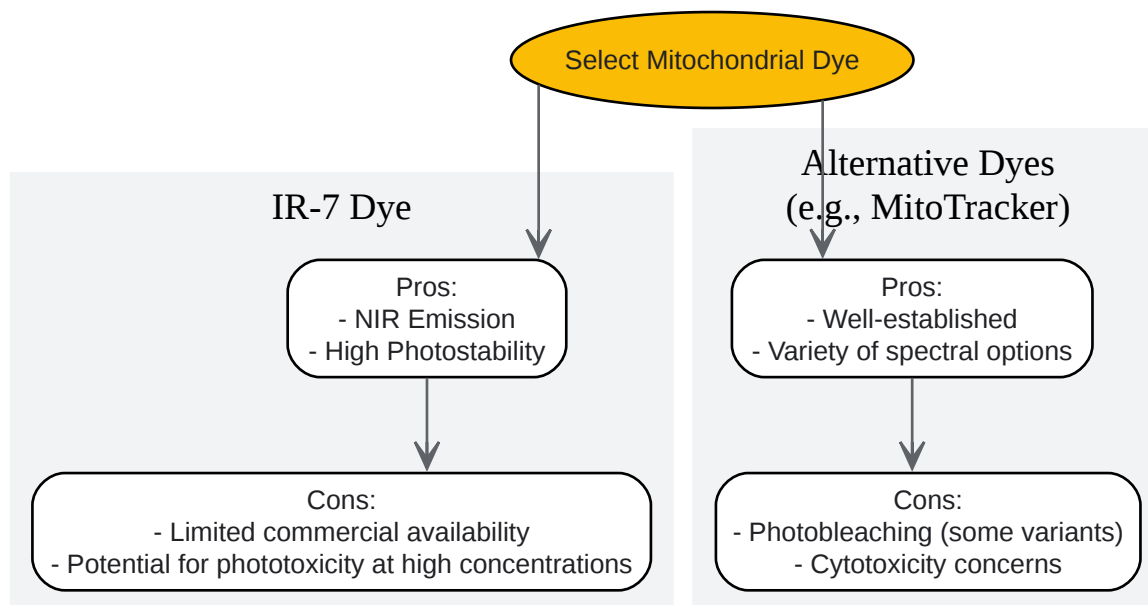 Select Mitochondrial Dye
IR-7 Dye
Pros:
- NIR Emission
- High Photostability
Cons:
- Limited commercial availability
- Potential for phototoxicity at high concentrations
Alternative Dyes
(e.g., MitoTracker)
Pros:
- Well-established
- Variety of spectral options
Cons:
- Photobleaching (some variants)
- Cytotoxicity concerns